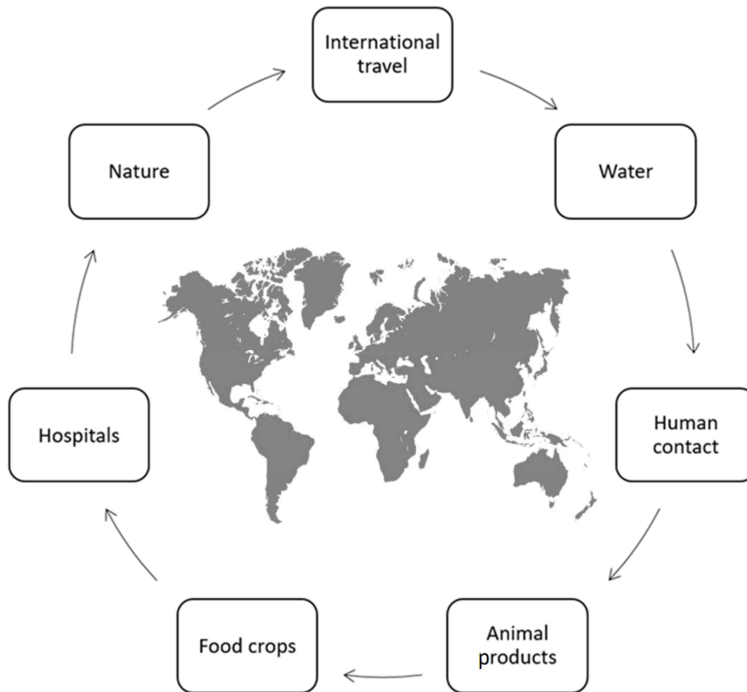 International
travel
Water
Human
contact
Animal
products
Food crops
Hospitals
Nature